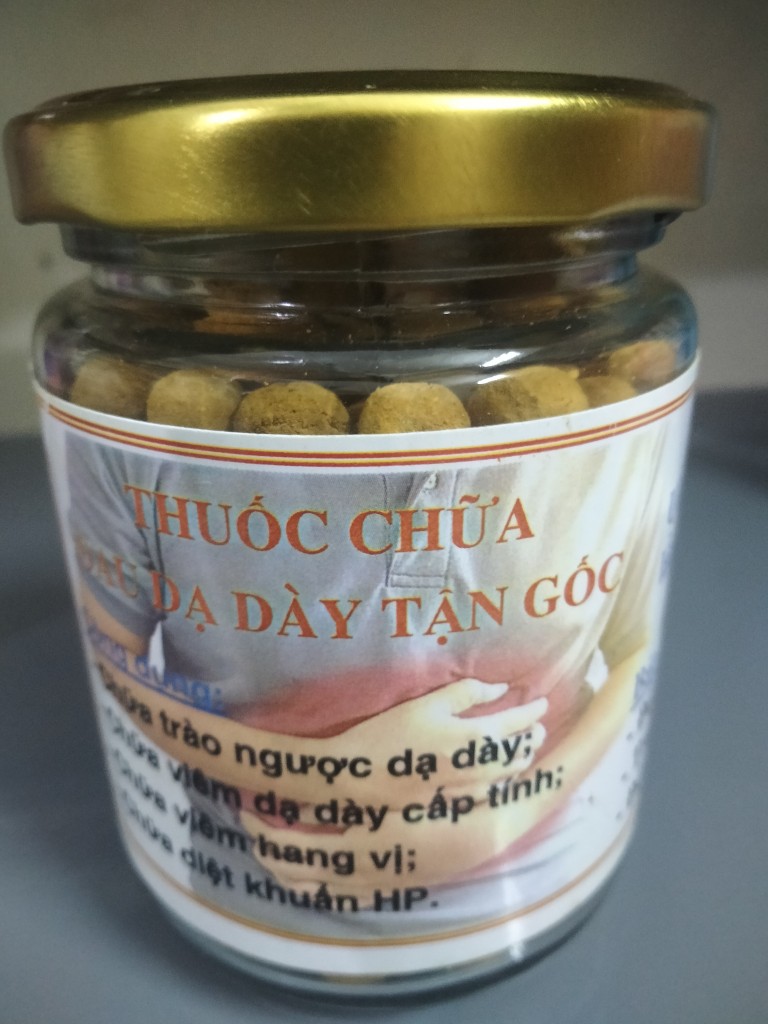 THUỐC CHỮA
ĐAU DẠ DÀY TẬN GỐC
Công dụng:
- Chữa trào ngược dạ dày;
- Chữa viêm dạ dày cấp tính;
- Chữa viêm hang vị;
- Chữa diệt khuẩn HP.